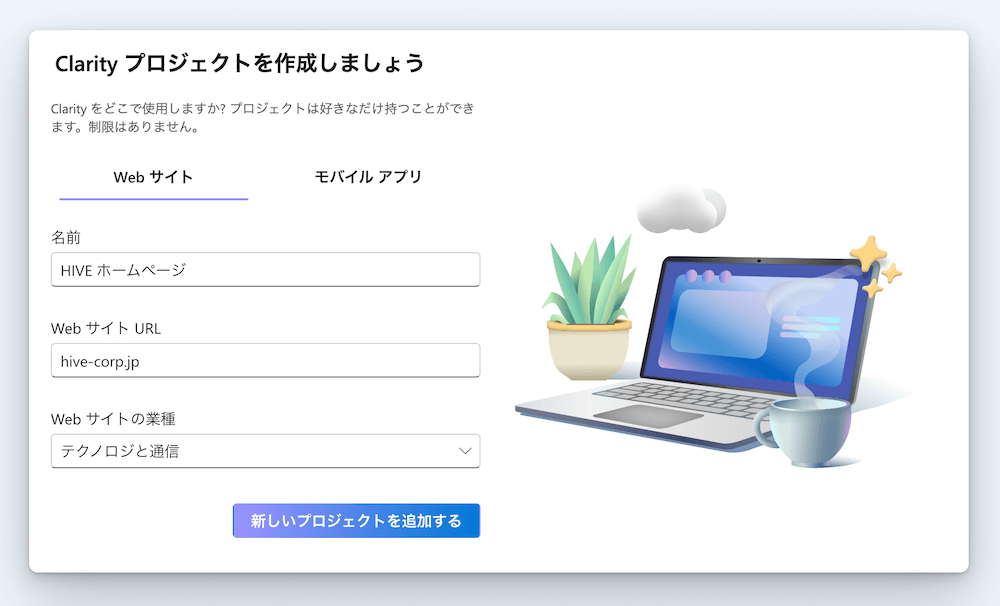 Clarity プロジェクトを作成しましょう
Clarity をどこで使用しますか? プロジェクトは好きなだけ持つことができ
ます。制限はありません。
Web サイト
モバイル アプリ
名前
HIVE ホームページ
Web サイト URL
hive-corp.jp
Web サイトの業種
テクノロジと通信
新しいプロジェクトを追加する